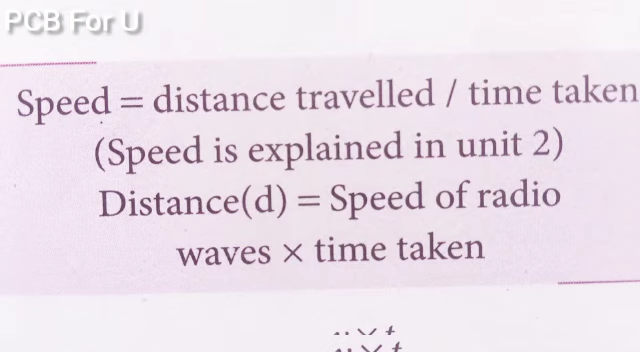 PCB For U
Speed = distance travelled / time taken
(Speed is explained in unit 2)
Distance(d) = Speed of radio
waves × time taken